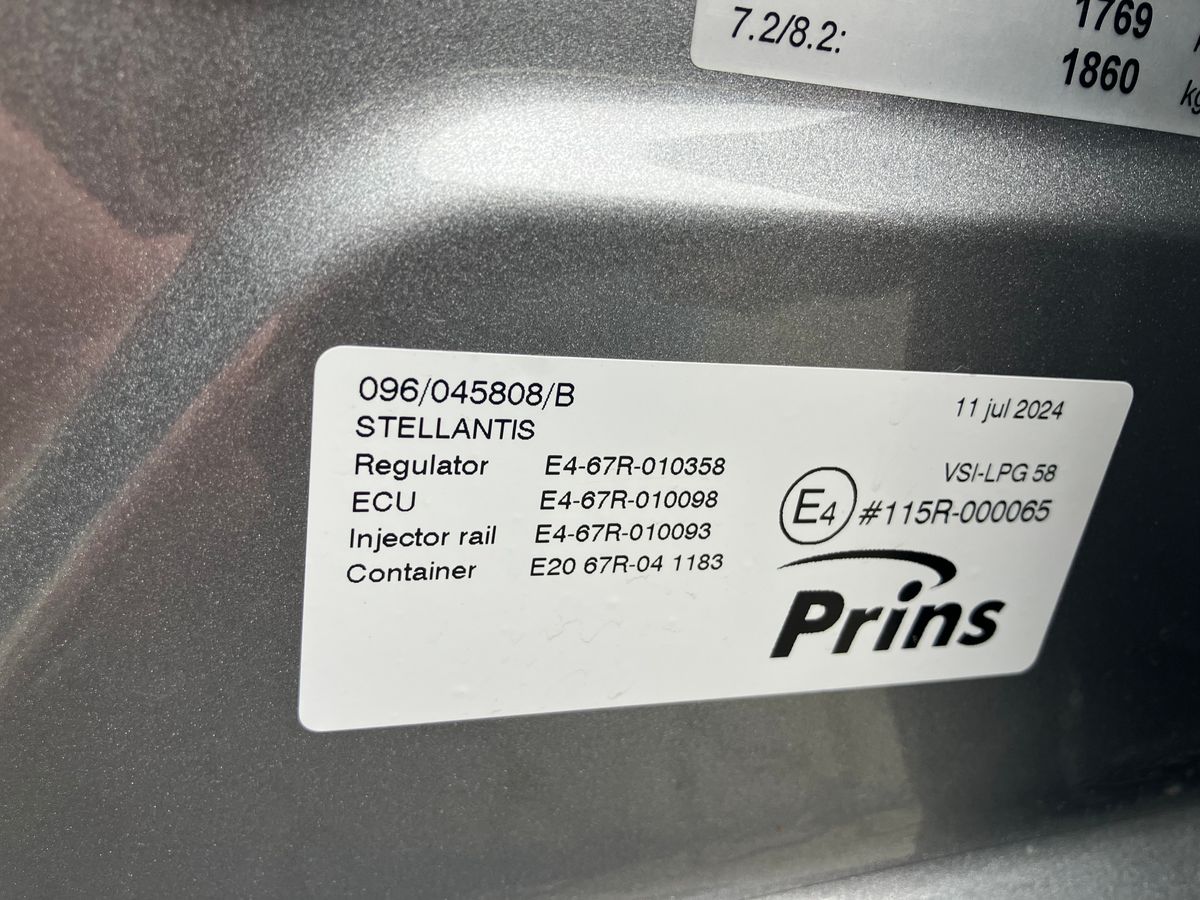 1769
7.2/8.2: 1860 kg
096/045808/B 11 jul 2024
STELLANTIS
Regulator E4-67R-010358 VSI-LPG 58
ECU E4-67R-010098 E4 #115R-000065
Injector rail E4-67R-010093
Container E20 67R-04 1183
Prins